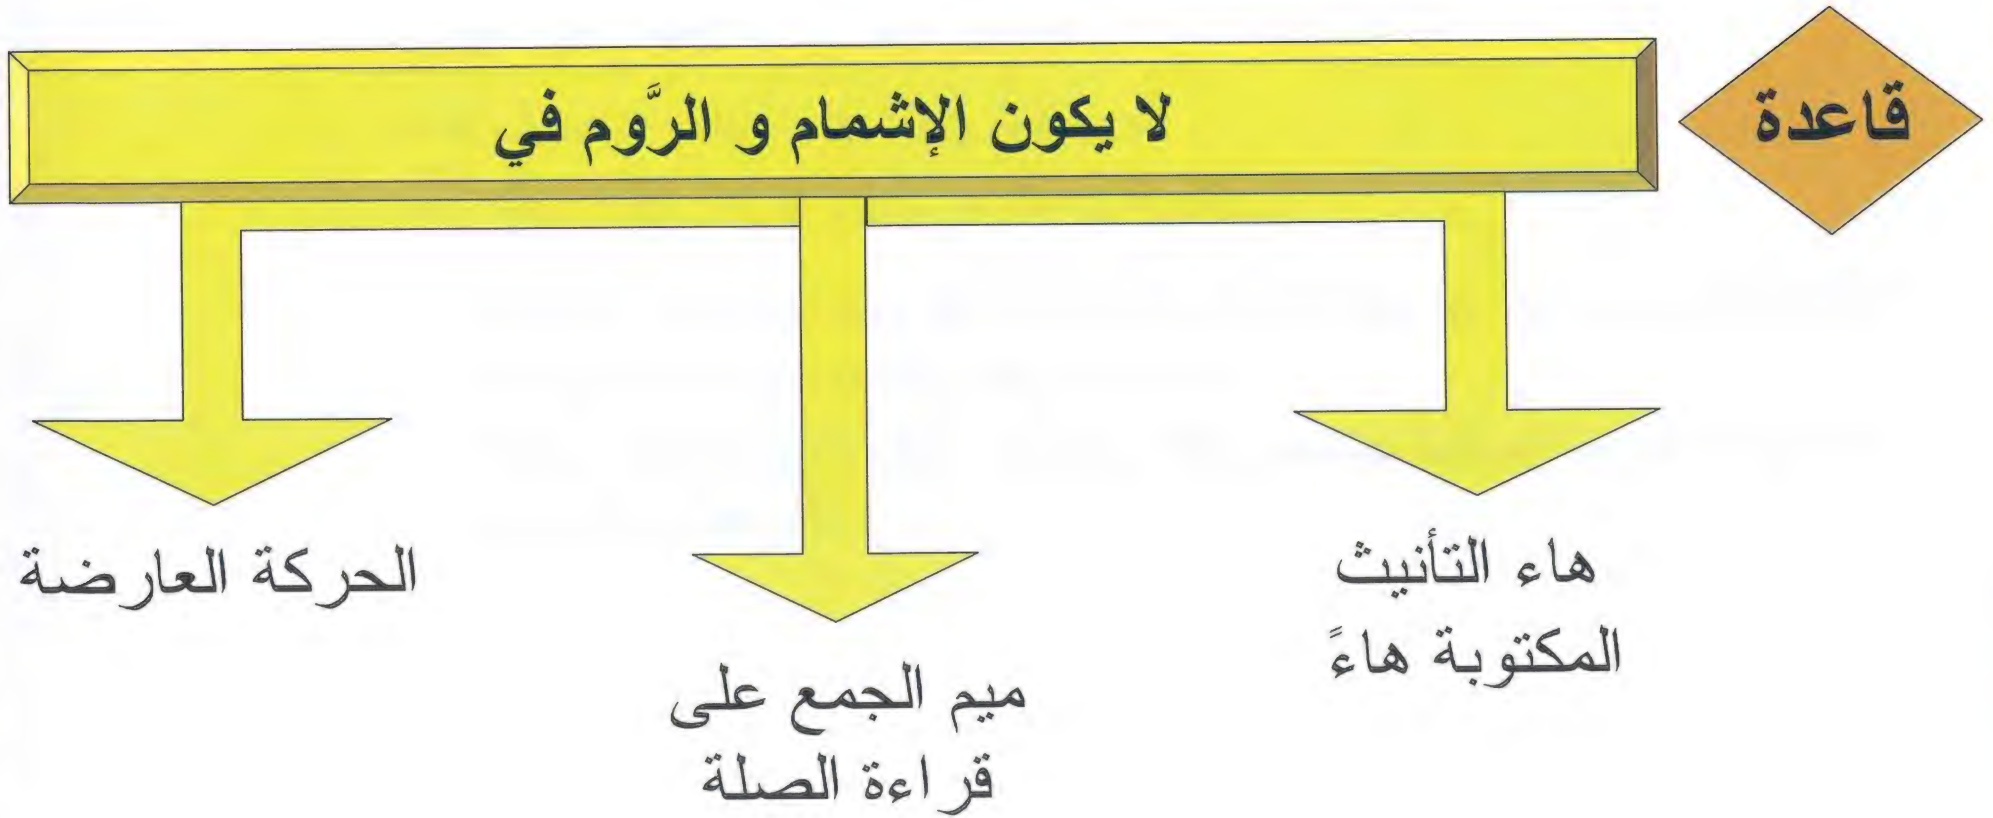 قاعدة
لا يكون الإشمام و الرَّوم في
هاء التأنيث
المكتوبة هاءً
ميم الجمع على
قراءة الصلة
الحركة العارضة